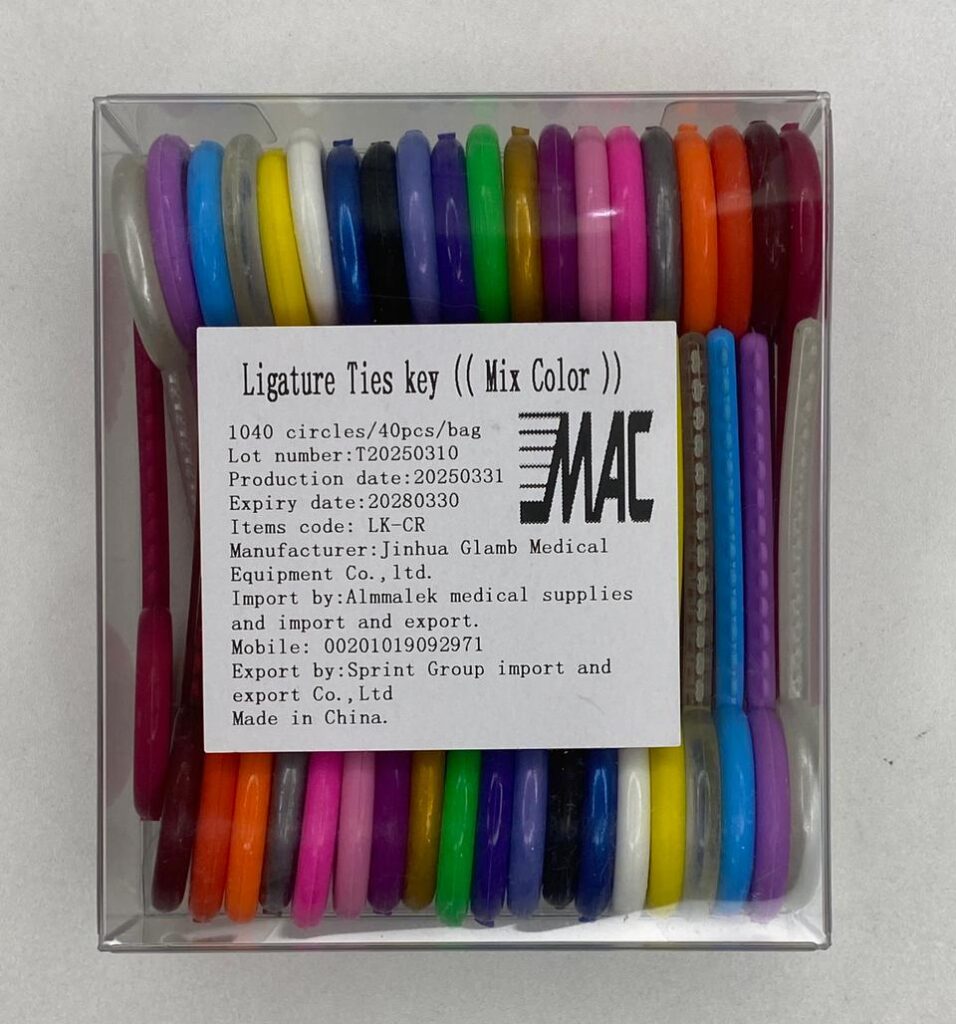 Ligature Ties key (( Mix Color ))
1040 circles/40pcs/bag
Lot number:T20250310
Production date:20250331
Expiry date:20280330
Items code: LK-CR
Manufacturer:Jinhua Glamb Medical
Equipment Co.,ltd.
Import by:Almmalek medical supplies
and import and export.
Mobile: 00201019092971
Export by:Sprint Group import and
export Co.,Ltd
Made in China.
MAC